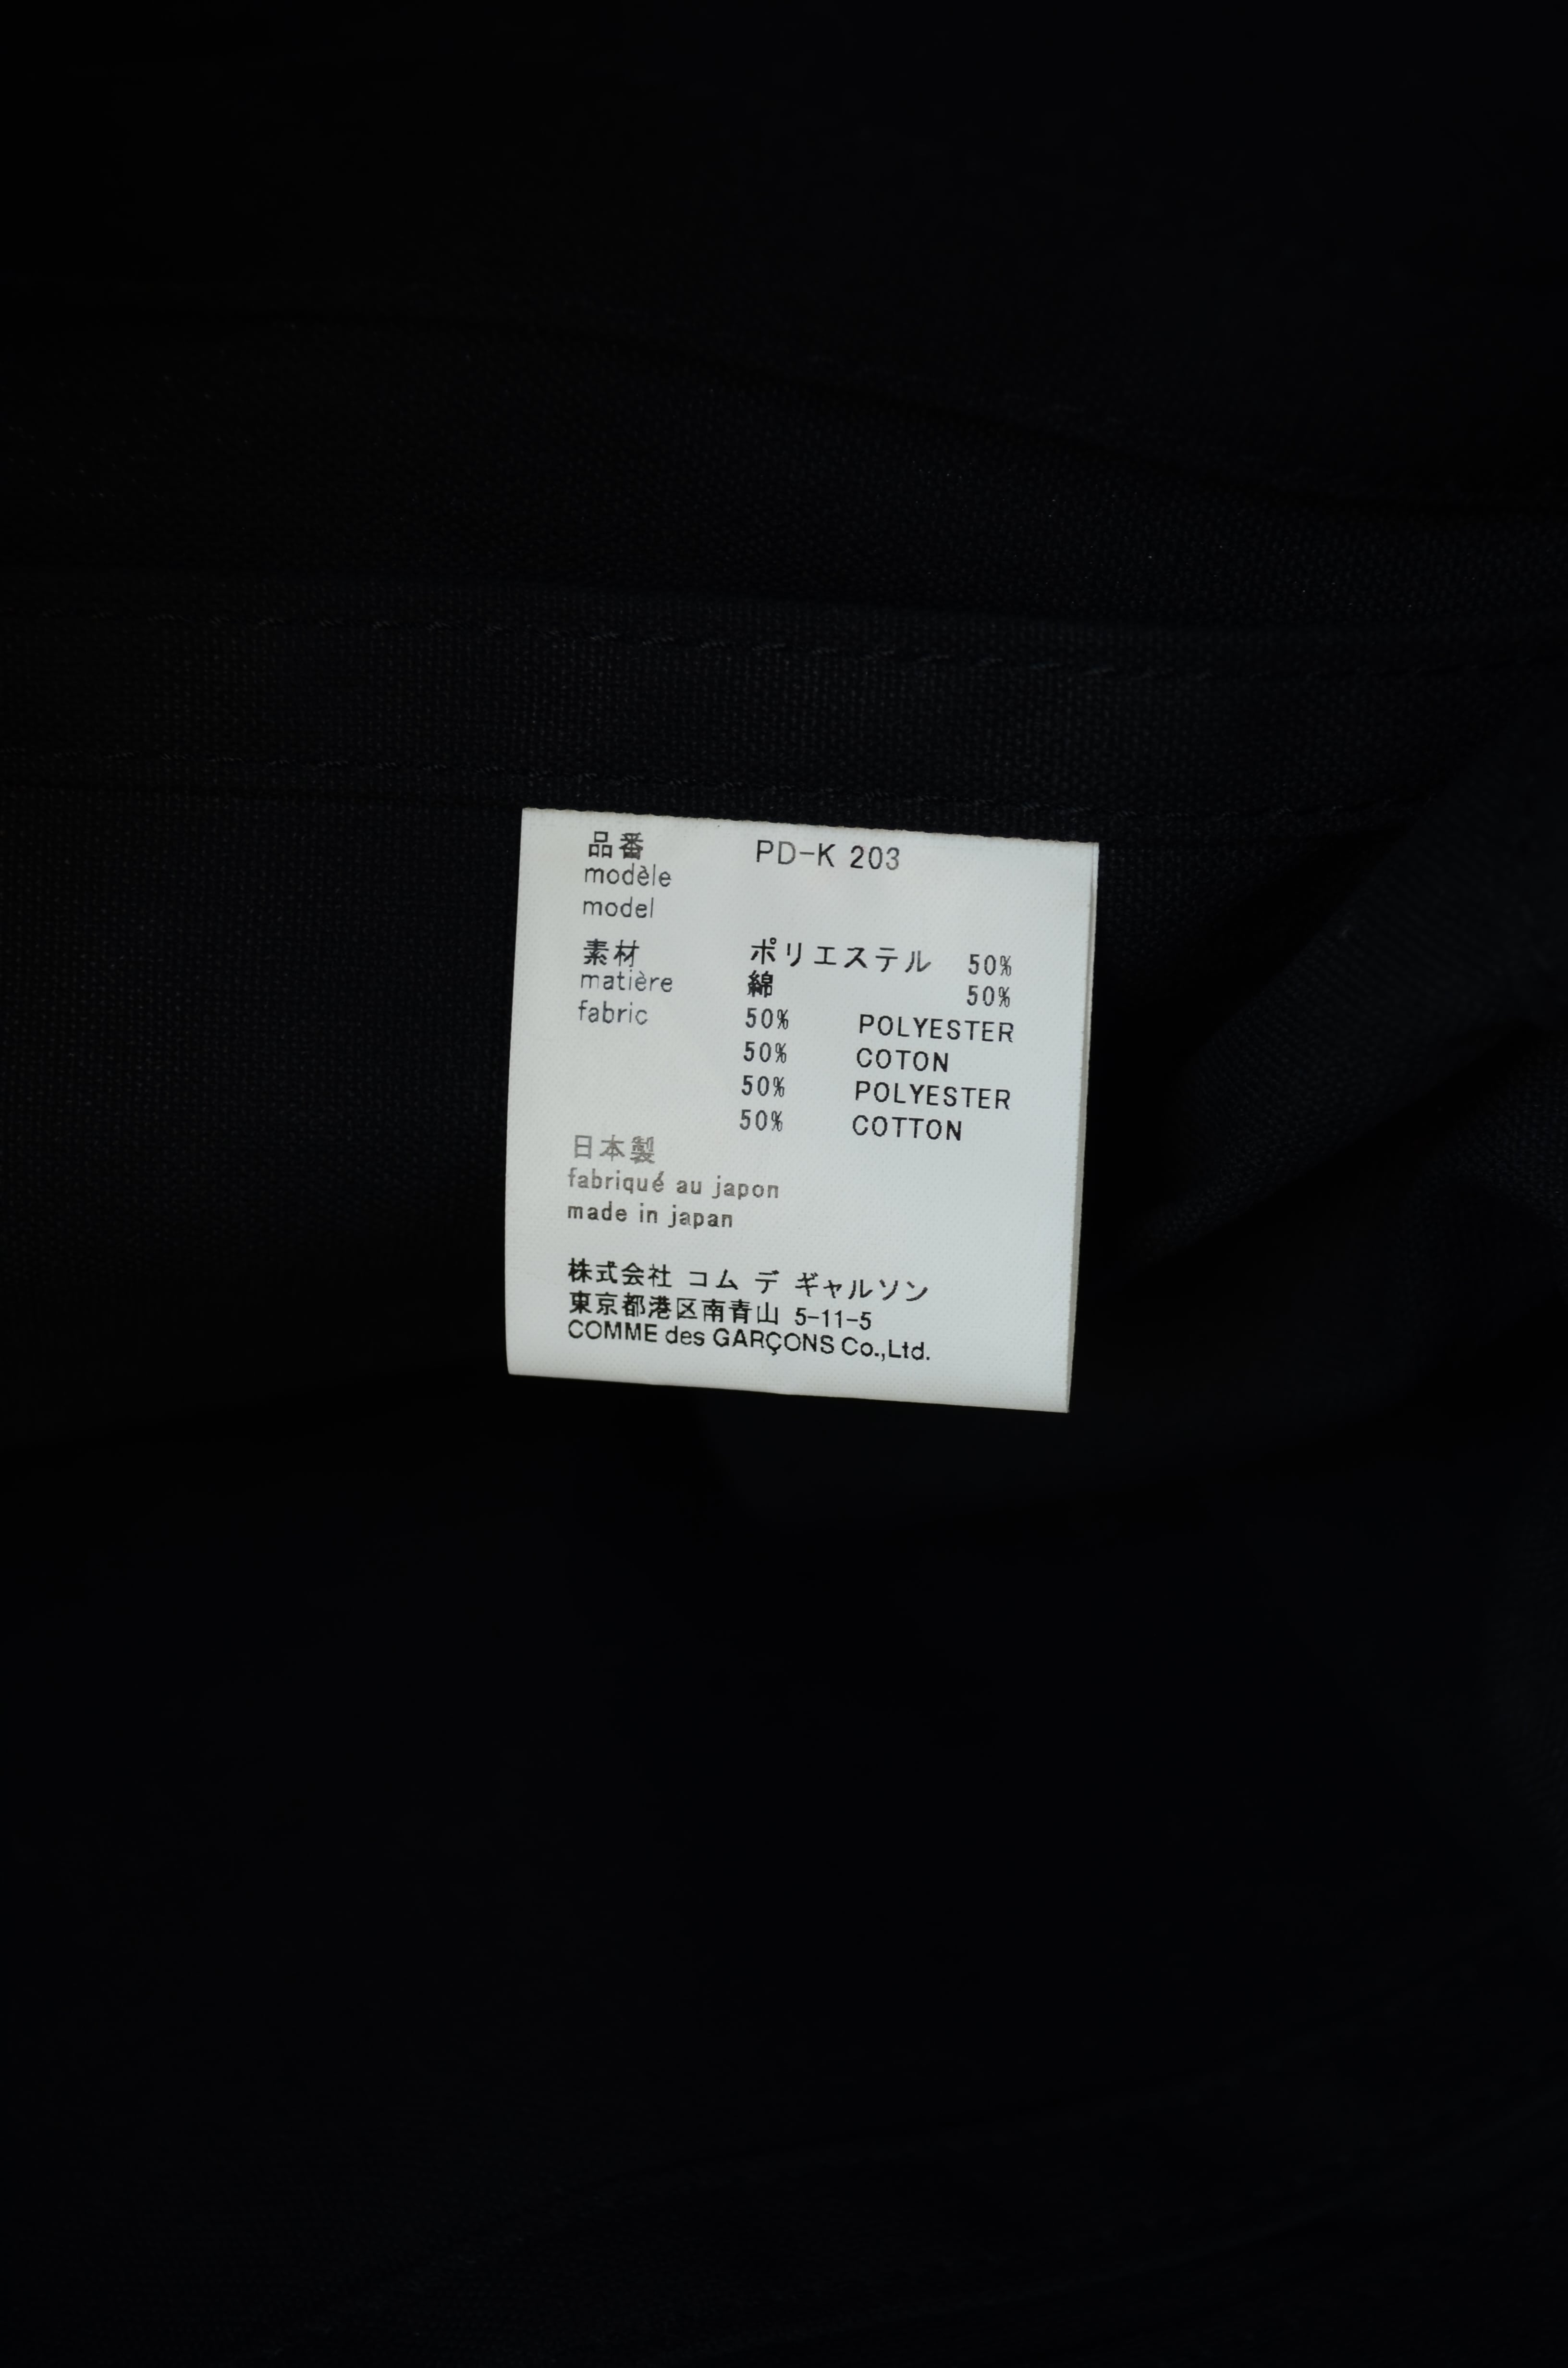 品番 PD-K 203
modèle
model
素材 ポリエステル 50%
matière 綿 50%
fabric 50% POLYESTER
50% COTON
50% POLYESTER
50% COTTON
日本製
fabriqué au japon
made in japan
株式会社 コム デ ギャルソン
東京都港区南青山 5-11-5
COMME des GARÇONS Co.,Ltd.